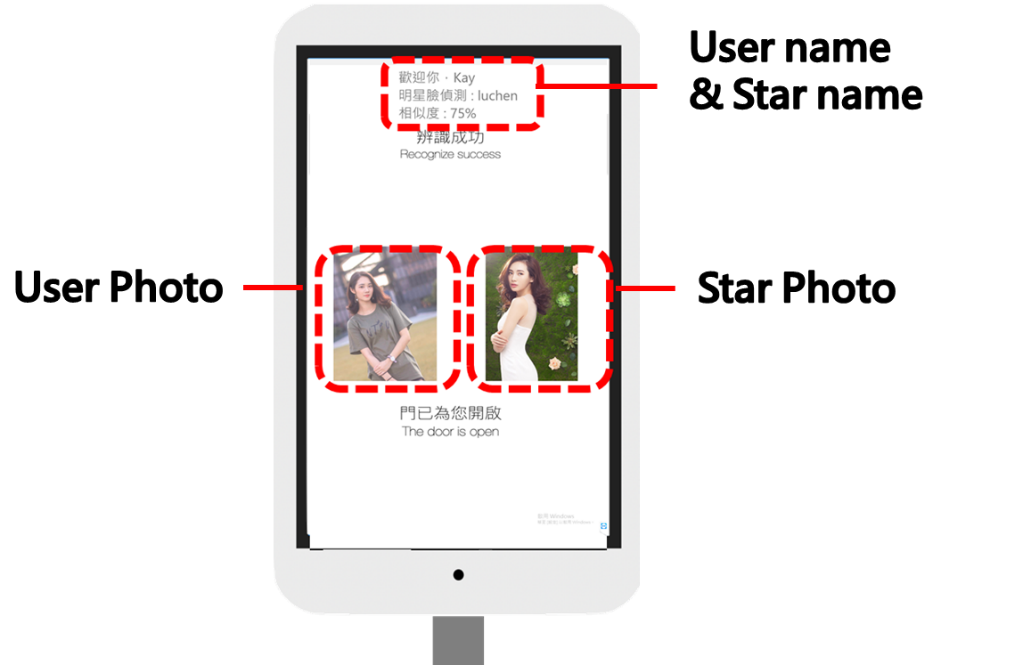 User name
& Star name
歡迎你，Kay
明星臉偵測 : luchen
相似度 : 75%
辨識成功
Recognize success
User Photo
Star Photo
門已為您開啟
The door is open